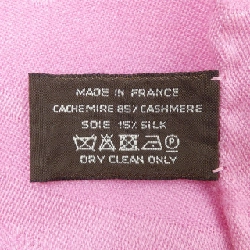 MADE IN FRANCE
CACHEMIRE 85% CASHMERE
SOIE 15% SILK
DRY CLEAN ONLY